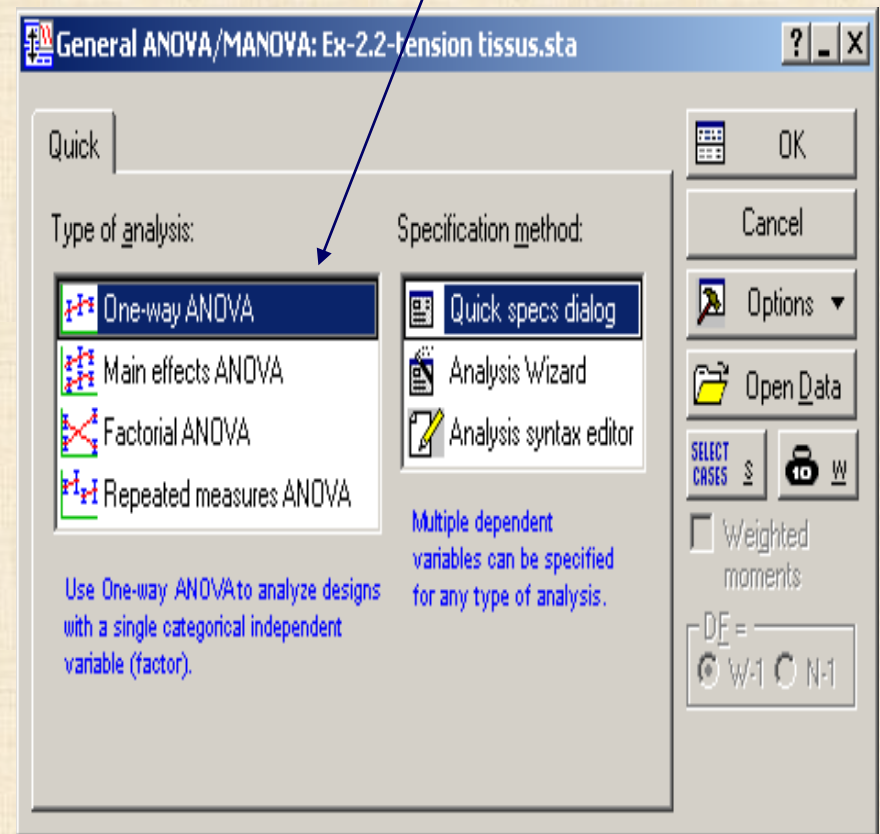 General ANOVA/MANOVA: Ex-2.2-tension tissus.sta
Quick
Type of analysis:
One-way ANOVA
Main effects ANOVA
Factorial ANOVA
Repeated measures ANOVA
Use One-way ANOVA to analyze designs
with a single categorical independent
variable (factor).
Specification method:
Quick specs dialog
Analysis Wizard
Analysis syntax editor
Multiple dependent
variables can be specified
for any type of analysis.
OK
Cancel
Options
Open Data
SELECT
CASES S
10 W
Weighted
moments
DF =
W-1 N-1